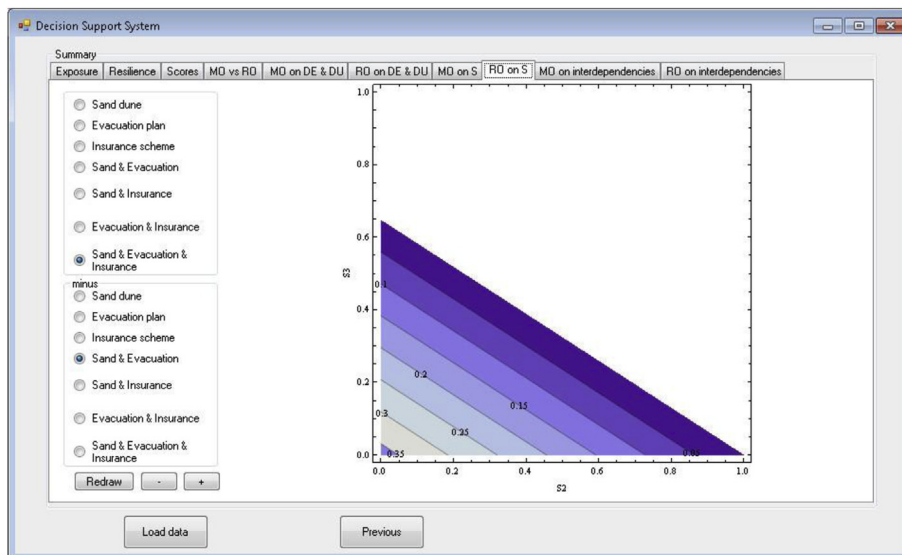 Decision Support System
Summary
Exposure Resilience Scores MO vs RO MO on DE & DU RO on DE & DU MO on S RO on S MO on interdependencies RO on interdependencies
Sand dune
Evacuation plan
Insurance scheme
Sand & Evacuation
Sand & Insurance
Evacuation & Insurance
Sand & Evacuation &
Insurance
minus
Sand dune
Evacuation plan
Insurance scheme
Sand & Evacuation
Sand & Insurance
Evacuation & Insurance
Sand & Evacuation &
Insurance
Redraw - +
1.0
0.8
0.6
S3
0.4
0.2
0.0
0.1
0.2
0.15
0.3
0.25
0.35
0.05
0.0 0.2 0.4 0.6 0.8 1.0
S2
Load data Previous